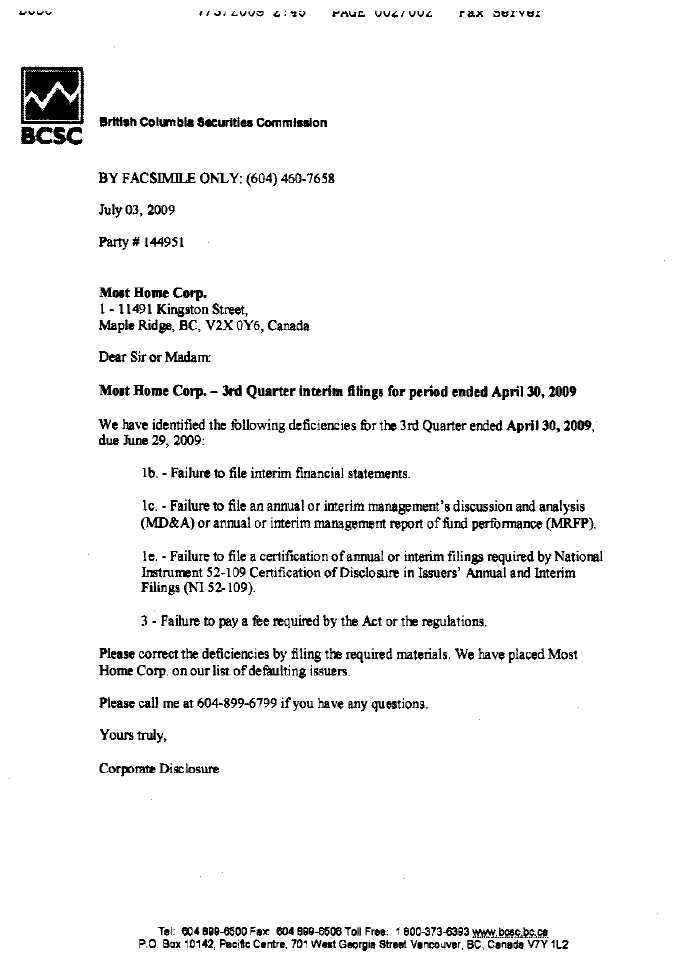 PAGE 002/002 Fax Server
BCSC
British Columbia Securities Commission
BY FACSIMILE ONLY: (604) 460-7658
July 03, 2009
Party # 144951
Most Home Corp.
1 - 11491 Kingston Street,
Maple Ridge, BC, V2X 0Y6, Canada
Dear Sir or Madam:
Most Home Corp. – 3rd Quarter interim filings for period ended April 30, 2009
We have identified the following deficiencies for the 3rd Quarter ended April 30, 2009,
due June 29, 2009:
1b. - Failure to file interim financial statements.
1c. - Failure to file an annual or interim management's discussion and analysis
(MD&A) or annual or interim management report of fund performance (MRFP).
1e. - Failure to file a certification of annual or interim filings required by National
Instrument 52-109 Certification of Disclosure in Issuers' Annual and Interim
Filings (NI 52-109).
3 - Failure to pay a fee required by the Act or the regulations.
Please correct the deficiencies by filing the required materials. We have placed Most
Home Corp. on our list of defaulting issuers.
Please call me at 604-899-6799 if you have any questions.
Yours truly,
Corporate Disclosure
Tel: 604 899-6500 Fax: 604 899-6506 Toll Free: 1 800-373-6393 www.bcsc.bc.ca
P.O. Box 10142, Pacific Centre, 701 West Georgia Street Vancouver, BC, Canada V7Y 1L2